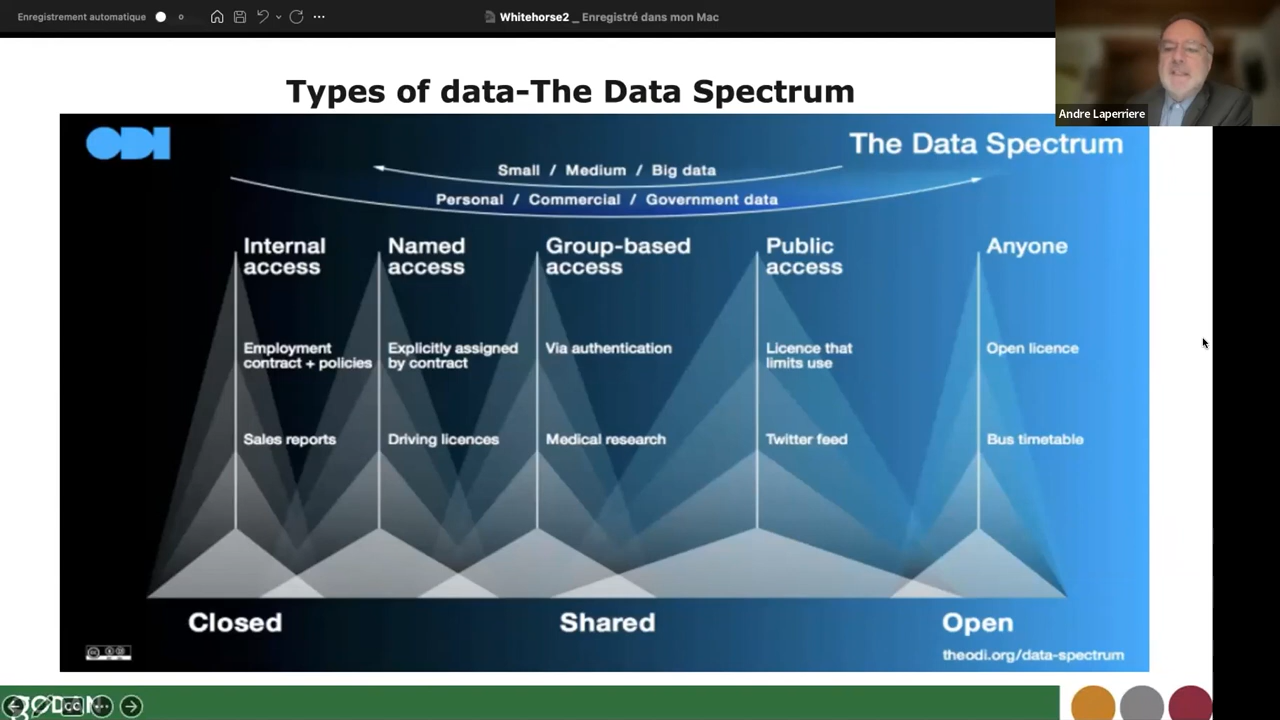 Enregistrement automatique
Whitehorse2 _ Enregistré dans mon Mac
Andre Laperriere
Types of data-The Data Spectrum
ODI
The Data Spectrum
Small / Medium / Big data
Personal / Commercial / Government data
Internal
access
Named
access
Group-based
access
Public
access
Anyone
Employment
contract + policies
Explicitly assigned
by contract
Via authentication
Licence that
limits use
Open licence
Sales reports
Driving licences
Medical research
Twitter feed
Bus timetable
Closed
Shared
Open
theodi.org/data-spectrum
CC